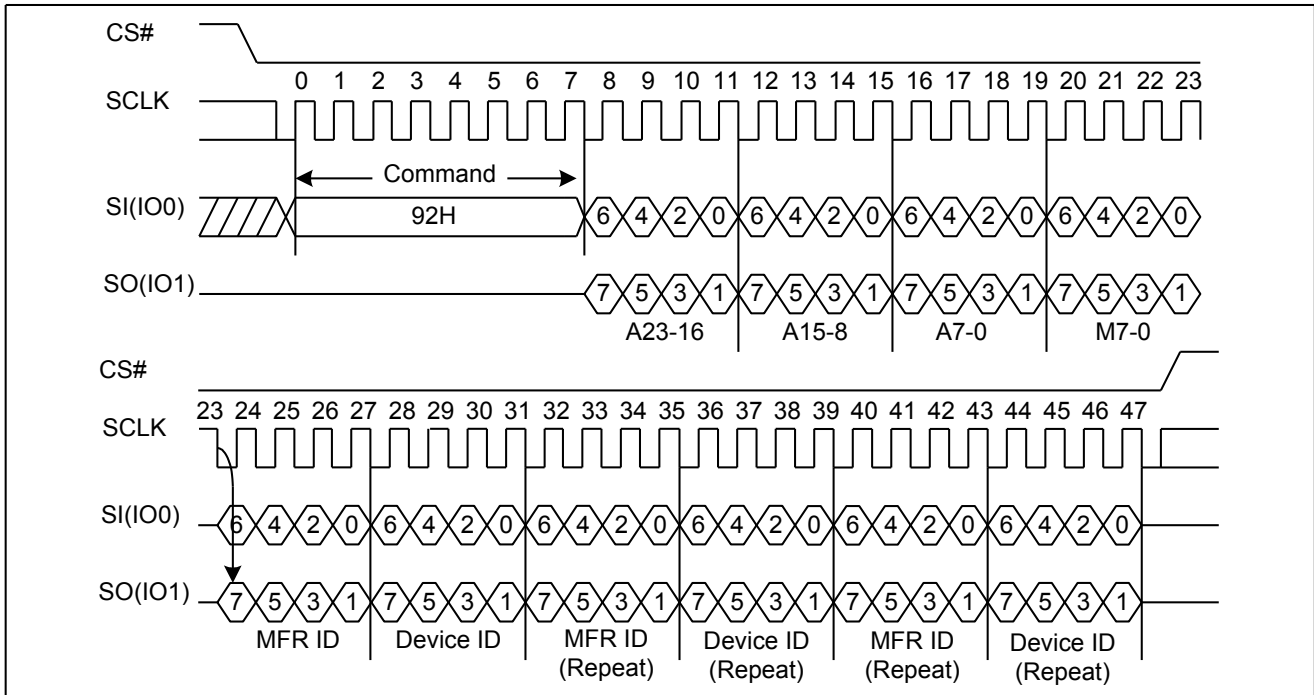 CS#
0 1 2 3 4 5 6 7 8 9 10 11 12 13 14 15 16 17 18 19 20 21 22 23
SCLK
Command
SI(IO0)
92H
6 4 2 0 6 4 2 0 6 4 2 0 6 4 2 0
SO(IO1)
7 5 3 1 7 5 3 1 7 5 3 1 7 5 3 1
A23-16 A15-8 A7-0 M7-0
CS#
23 24 25 26 27 28 29 30 31 32 33 34 35 36 37 38 39 40 41 42 43 44 45 46 47
SCLK
SI(IO0)
6 4 2 0 6 4 2 0 6 4 2 0 6 4 2 0 6 4 2 0 6 4 2 0
SO(IO1)
7 5 3 1 7 5 3 1 7 5 3 1 7 5 3 1 7 5 3 1 7 5 3 1
MFR ID Device ID MFR ID Device ID MFR ID Device ID
(Repeat) (Repeat) (Repeat) (Repeat)